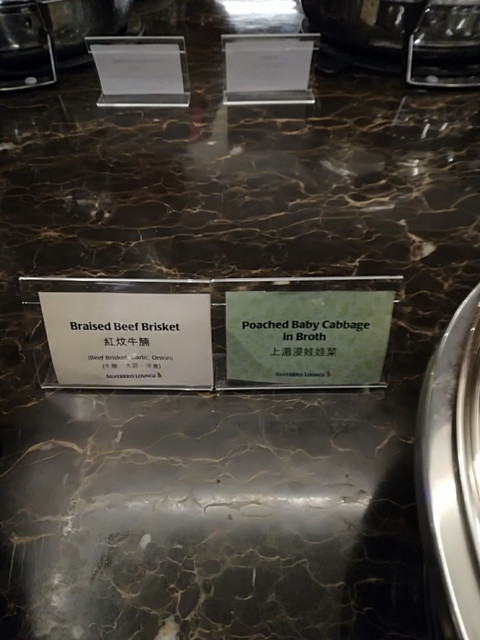 Braised Beef Brisket
紅炆牛腩
(Beef Brisket, Garlic, Onion)
SILVERKRIS LOUNGE
Poached Baby Cabbage
in Broth
上湯浸娃娃菜
SILVERKRIS LOUNGE